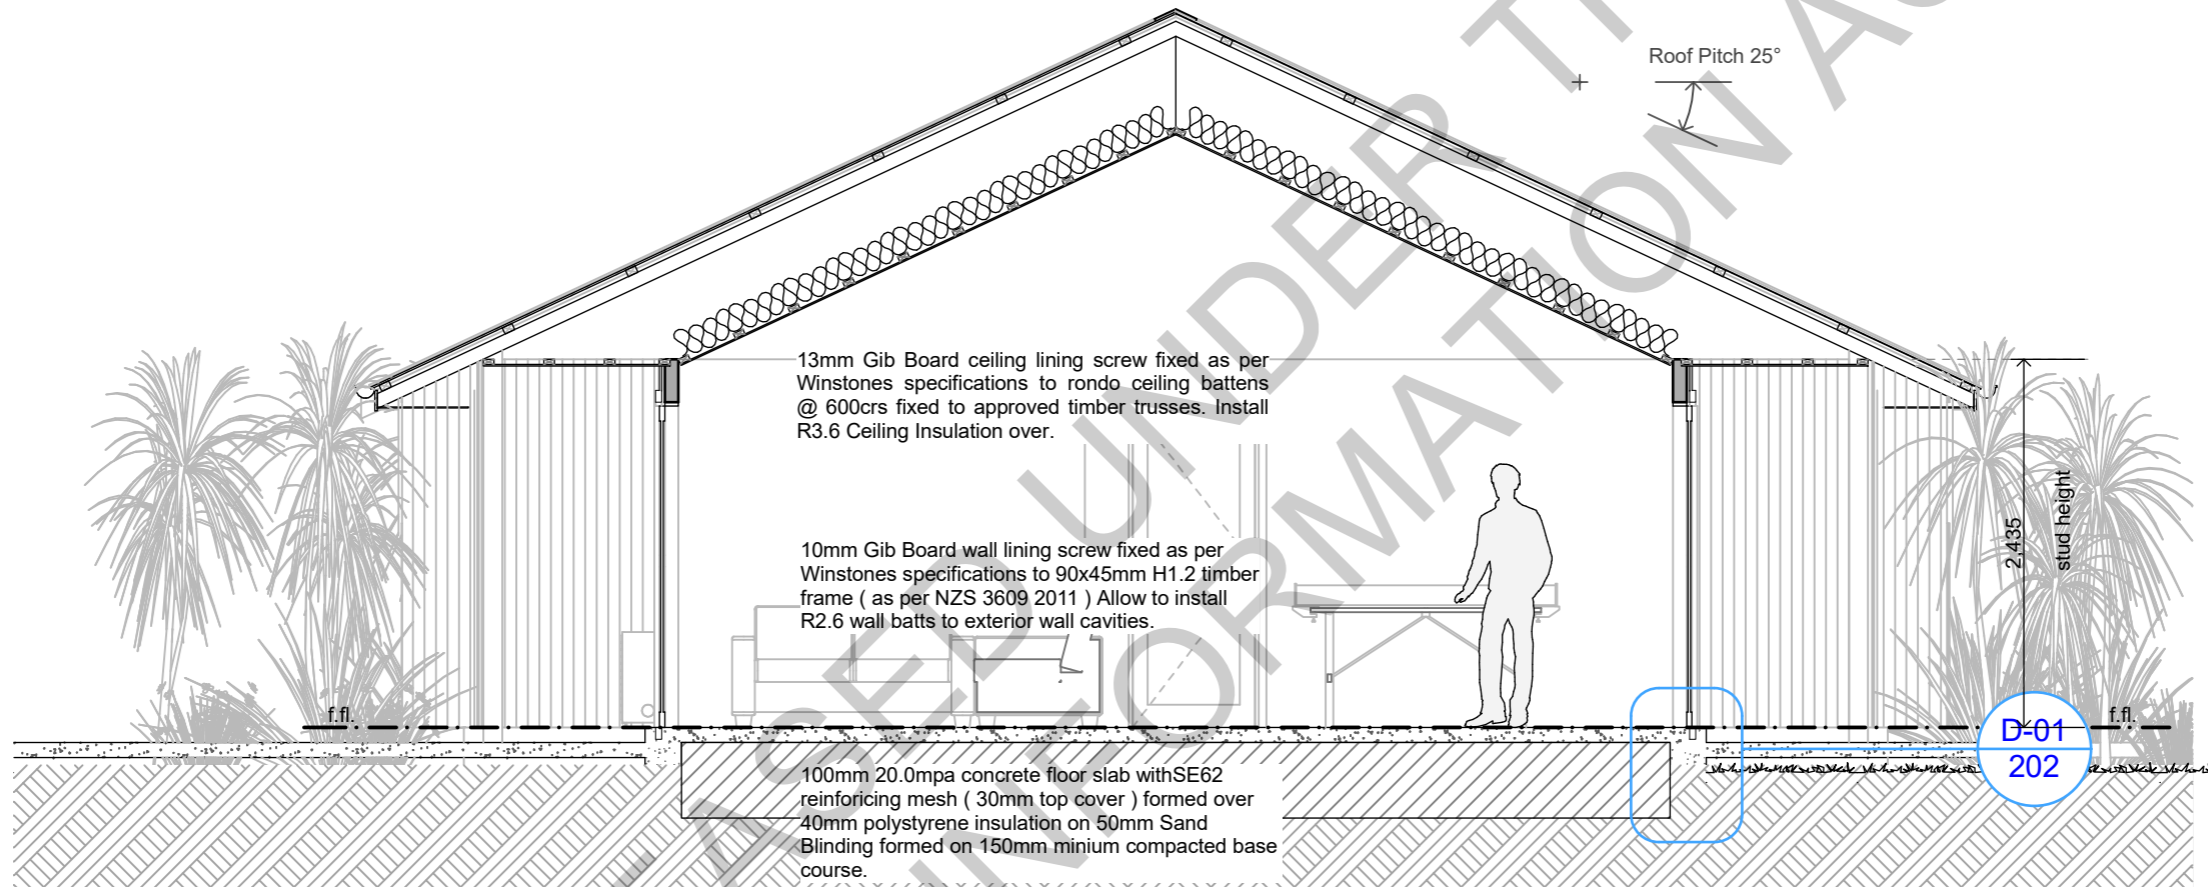 Roof Pitch 25°
13mm Gib Board ceiling lining screw fixed as per
Winstones specifications to rondo ceiling battens
@ 600crs fixed to approved timber trusses. Install
R3.6 Ceiling Insulation over.
10mm Gib Board wall lining screw fixed as per
Winstones specifications to 90x45mm H1.2 timber
frame ( as per NZS 3609 2011 ) Allow to install
R2.6 wall batts to exterior wall cavities.
2,435
stud height
f.fl.
f.fl.
D-01
202
100mm 20.0mpa concrete floor slab withSE62
reinforicing mesh ( 30mm top cover ) formed over
40mm polystyrene insulation on 50mm Sand
Blinding formed on 150mm minium compacted base
course.
ASED UNDER T
INFORMATION A